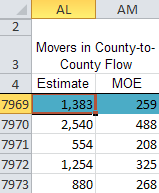 AL AM
2
Movers in County-to-
3 County Flow
4 Estimate MOE
7969 1,383 259
7970 2,540 488
7971 554 208
7972 1,254 325
7973 880 268